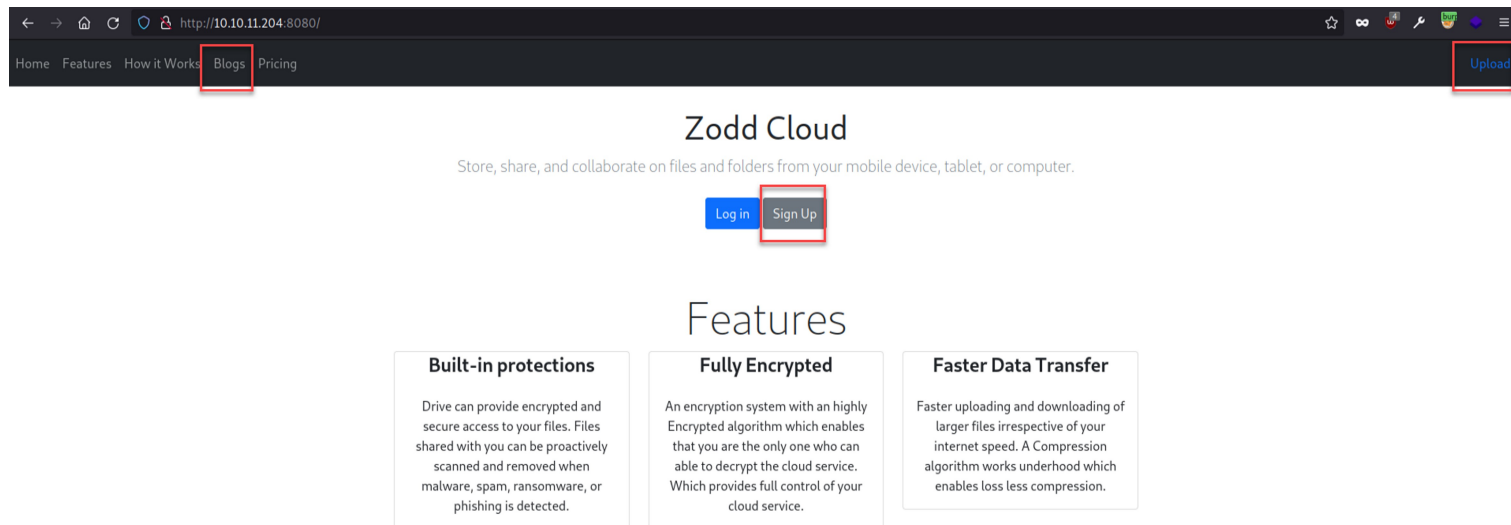 http://10.10.11.204:8080/
4
burp
Home Features How it Works Blogs Pricing Upload
Zodd Cloud
Store, share, and collaborate on files and folders from your mobile device, tablet, or computer.
Log in Sign Up
Features
Built-in protections
Drive can provide encrypted and
secure access to your files. Files
shared with you can be proactively
scanned and removed when
malware, spam, ransomware, or
phishing is detected.
Fully Encrypted
An encryption system with an highly
Encrypted algorithm which enables
that you are the only one who can
able to decrypt the cloud service.
Which provides full control of your
cloud service.
Faster Data Transfer
Faster uploading and downloading of
larger files irrespective of your
internet speed. A Compression
algorithm works underhood which
enables loss less compression.